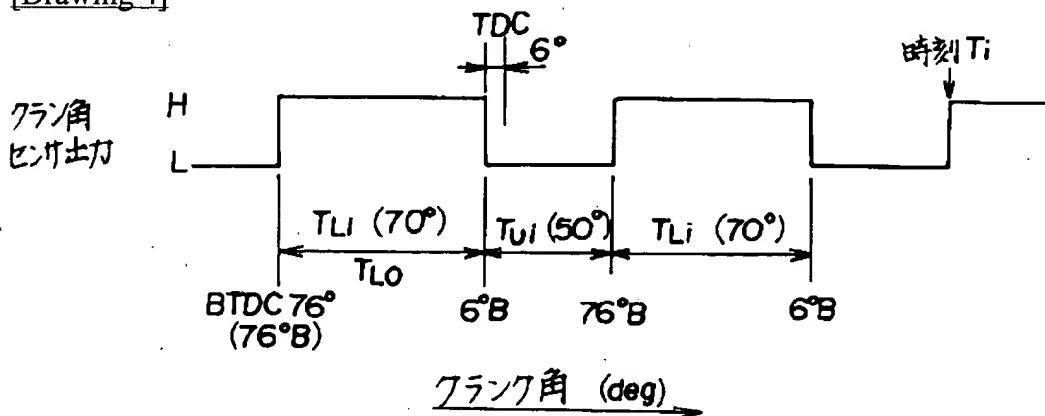 [Drawing 4]
TDC
6°
時刻 Ti
クラン角
センサ出力
H
L
TLi (70°)
TUi (50°)
TLi (70°)
TLO
BTDC 76°
(76°B)
6°B
76°B
6°B
クランク角 (deg)